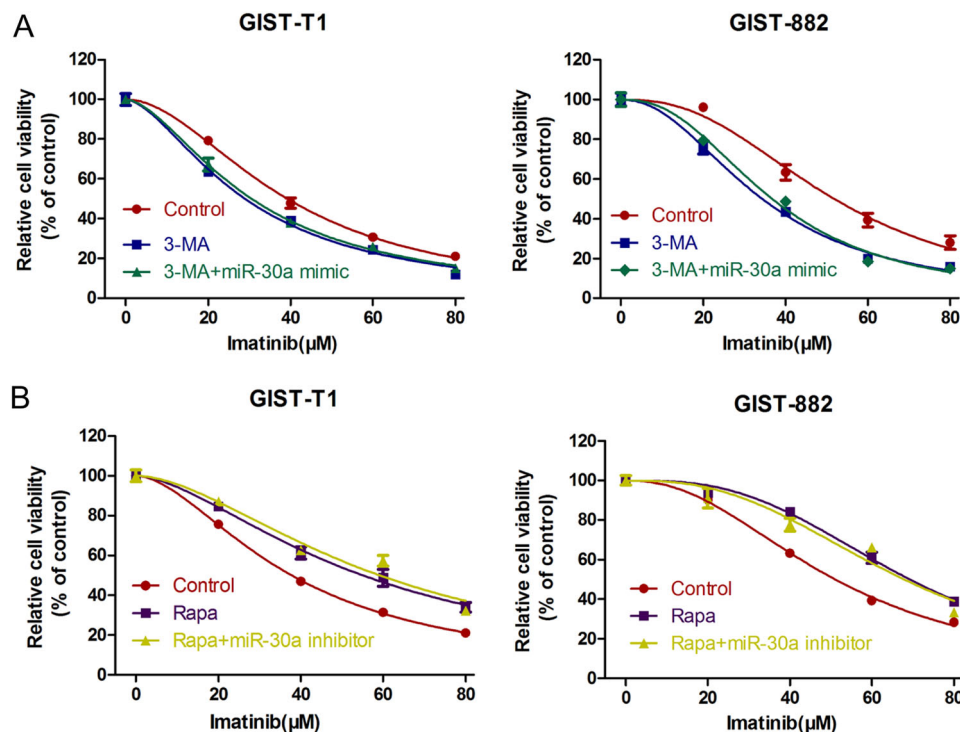 A
GIST-T1
Relative cell viability
(% of control)
120
100
80
60
40
20
0
Control
3-MA
3-MA+miR-30a mimic
0 20 40 60 80
Imatinib(µM)
GIST-882
Relative cell viability
(% of control)
120
100
80
60
40
20
0
Control
3-MA
3-MA+miR-30a mimic
0 20 40 60 80
Imatinib(µM)
B
GIST-T1
Relative cell viability
(% of control)
120
100
80
60
40
20
0
Control
Rapa
Rapa+miR-30a inhibitor
0 20 40 60 80
Imatinib(µM)
GIST-882
Relative cell viability
(% of control)
120
100
80
60
40
20
0
Control
Rapa
Rapa+miR-30a inhibitor
0 20 40 60 80
Imatinib(µM)